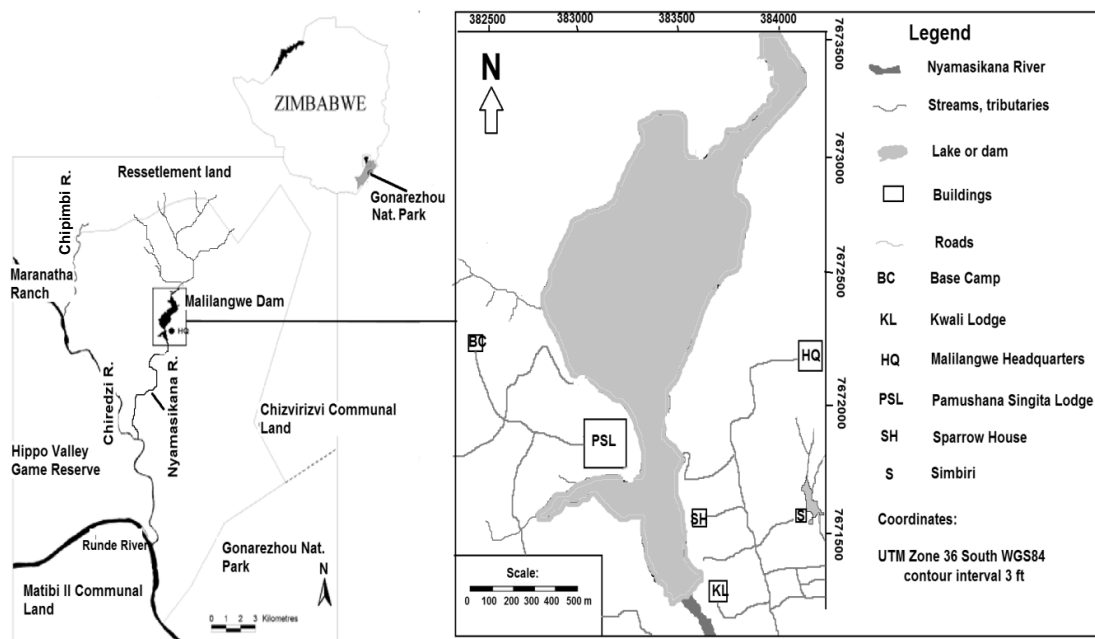 ZIMBABWE
Gonarezhou
Nat. Park
Ressetlement land
Chipimbi R.
Maranatha
Ranch
Malilangwe Dam
HQ
Chiredzi R.
Nyamasikana R.
Chizvirizvi Communal
Land
Hippo Valley
Game Reserve
Runde River
Gonarezhou Nat.
Park
Matibi II Communal
Land
N
0 1 2 3 Kilometres
382500 383000 383500 384000
7673500
7673000
7672500
7672000
7671500
N
BC
HQ
PSL
SH
S
KL
Scale:
0 100 200 300 400 500 m
Legend
Nyamasikana River
Streams, tributaries
Lake or dam
Buildings
Roads
BC Base Camp
KL Kwali Lodge
HQ Malilangwe Headquarters
PSL Pamushana Singita Lodge
SH Sparrow House
S Simbiri
Coordinates:
UTM Zone 36 South WGS84
contour interval 3 ft